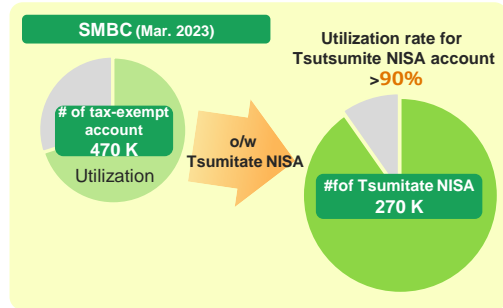 SMBC (Mar. 2023)
# of tax-exempt
account
470 K
Utilization
o/w
Tsumitate NISA
Utilization rate for
Tsutsumite NISA account
>90%
#fof Tsumitate NISA
270 K